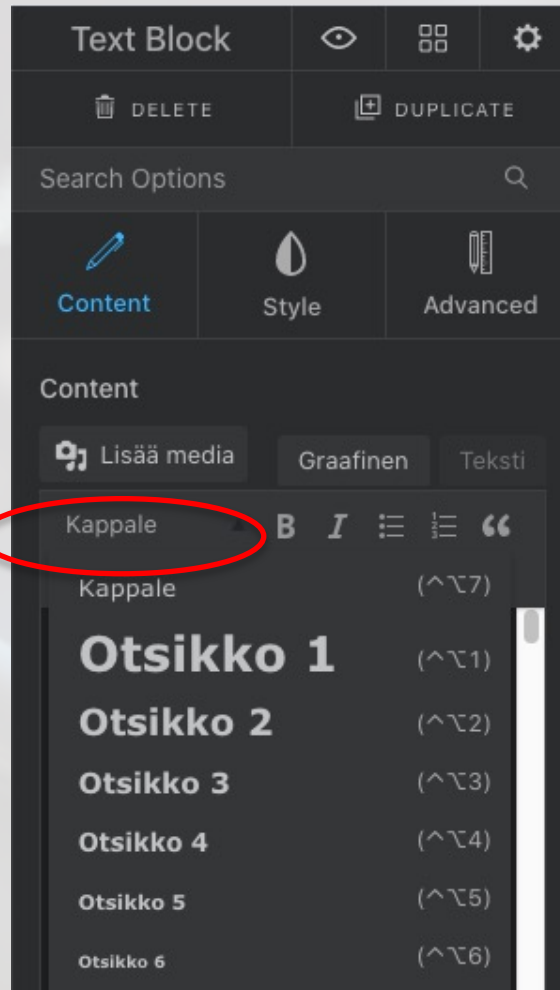 Text Block
DELETE DUPLICATE
Search Options
Content Style Advanced
Content
Lisää media Graafinen Teksti
Kappale B I
Kappale (^⌥7)
Otsikko 1 (^⌥1)
Otsikko 2 (^⌥2)
Otsikko 3 (^⌥3)
Otsikko 4 (^⌥4)
Otsikko 5 (^⌥5)
Otsikko 6 (^⌥6)